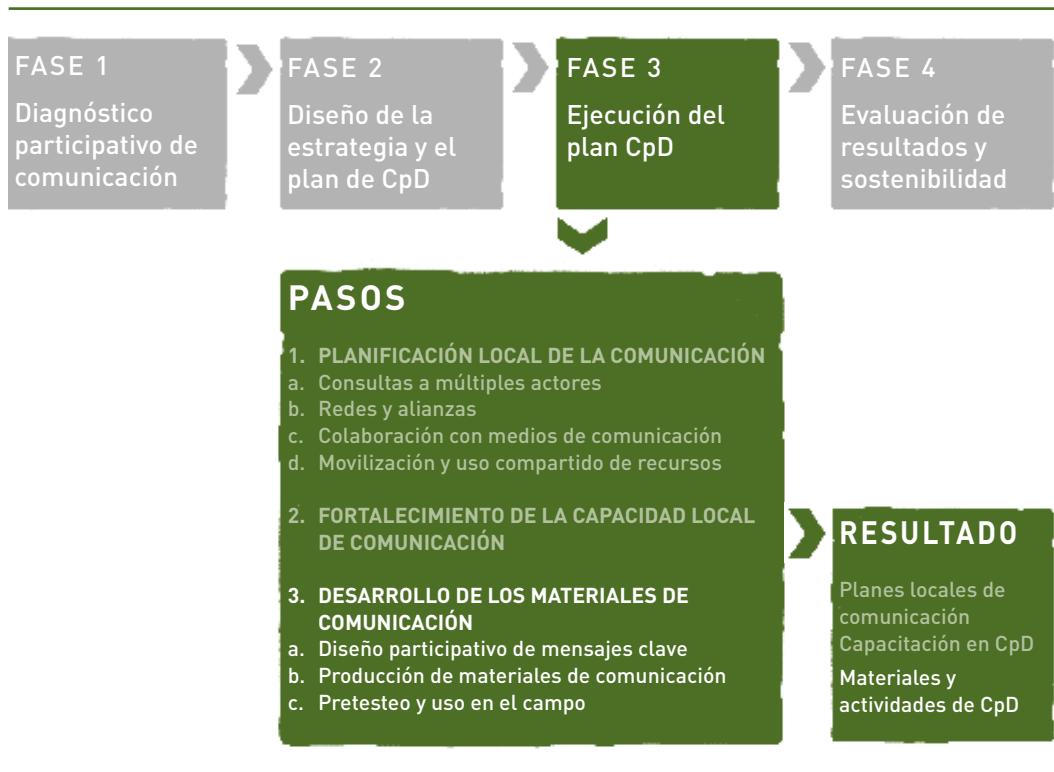 FASE 1
Diagnóstico
participativo de
comunicación
FASE 2
Diseño de la
estrategia y el
plan de CpD
FASE 3
Ejecución del
plan CpD
FASE 4
Evaluación de
resultados y
sostenibilidad
PASOS
1. PLANIFICACIÓN LOCAL DE LA COMUNICACIÓN
a. Consultas a múltiples actores
b. Redes y alianzas
c. Colaboración con medios de comunicación
d. Movilización y uso compartido de recursos
2. FORTALECIMIENTO DE LA CAPACIDAD LOCAL
DE COMUNICACIÓN
3. DESARROLLO DE LOS MATERIALES DE
COMUNICACIÓN
a. Diseño participativo de mensajes clave
b. Producción de materiales de comunicación
c. Pretesteo y uso en el campo
RESULTADO
Planes locales de
comunicación
Capacitación en CpD
Materiales y
actividades de CpD